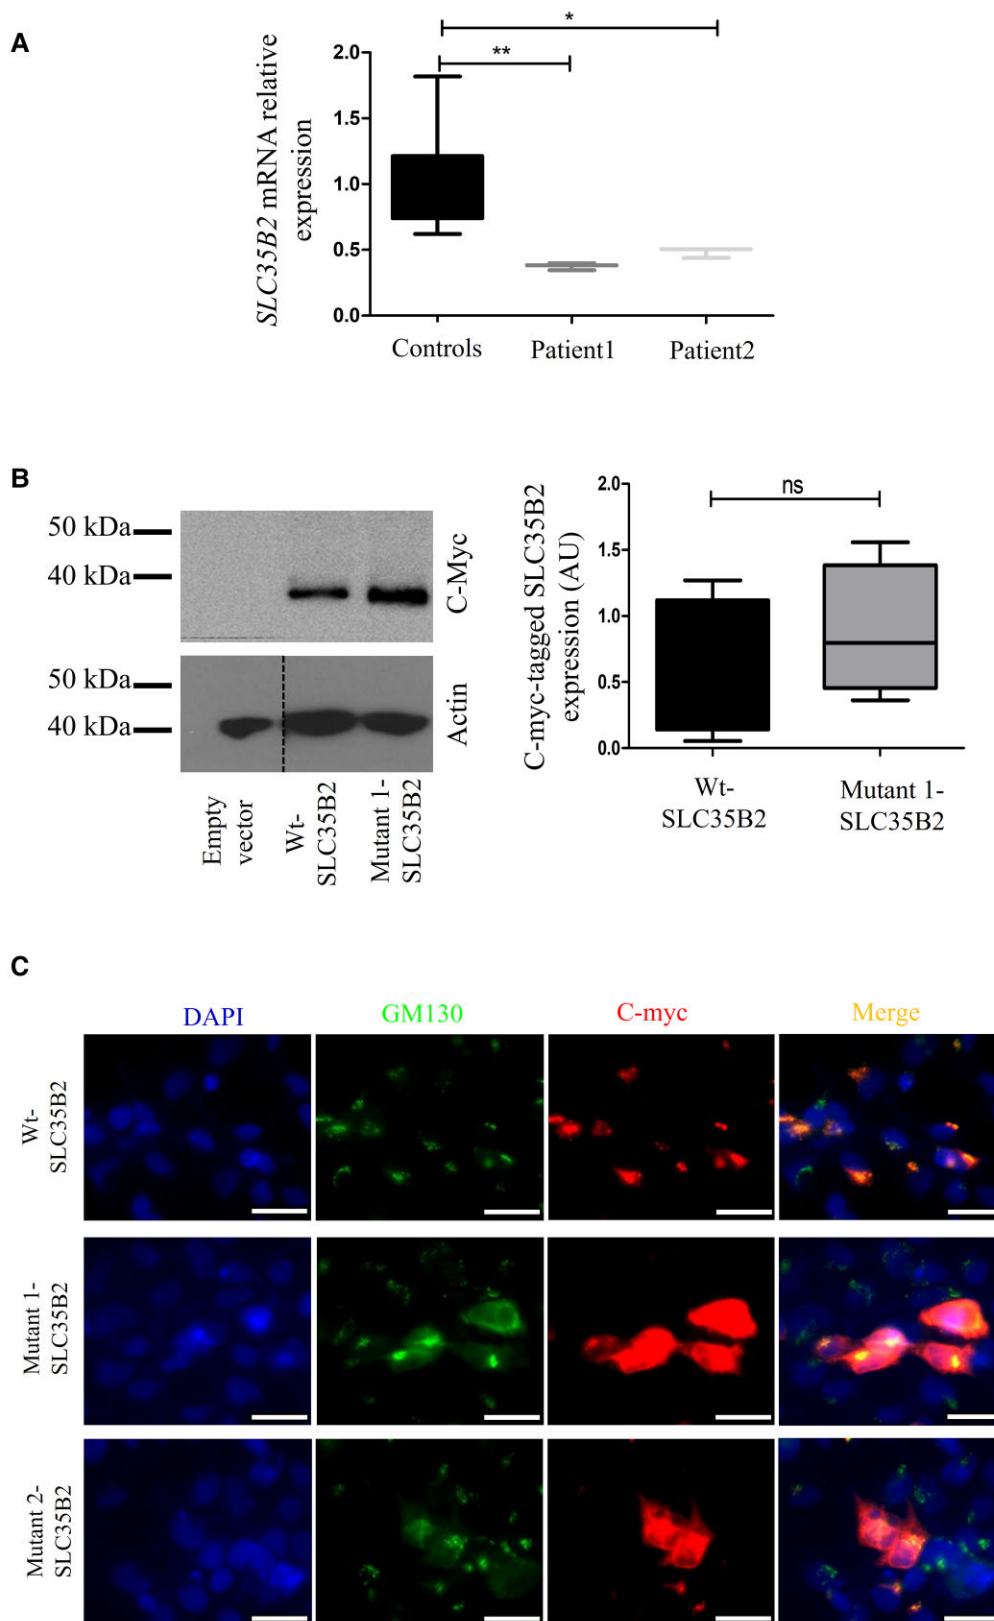 A
SLC35B2 mRNA relative
expression
2.0
1.5
1.0
0.5
0.0
*
**
Controls
Patient1
Patient2
B
50 kDa
40 kDa
C-Myc
50 kDa
40 kDa
Actin
Empty
vector
Wt-
SLC35B2
Mutant 1-
SLC35B2
C-myc-tagged SLC35B2
expression (AU)
2.0
1.5
1.0
0.5
0.0
ns
Wt-
SLC35B2
Mutant 1-
SLC35B2
C
DAPI
GM130
C-myc
Merge
Wt-
SLC35B2
Mutant 1-
SLC35B2
Mutant 2-
SLC35B2